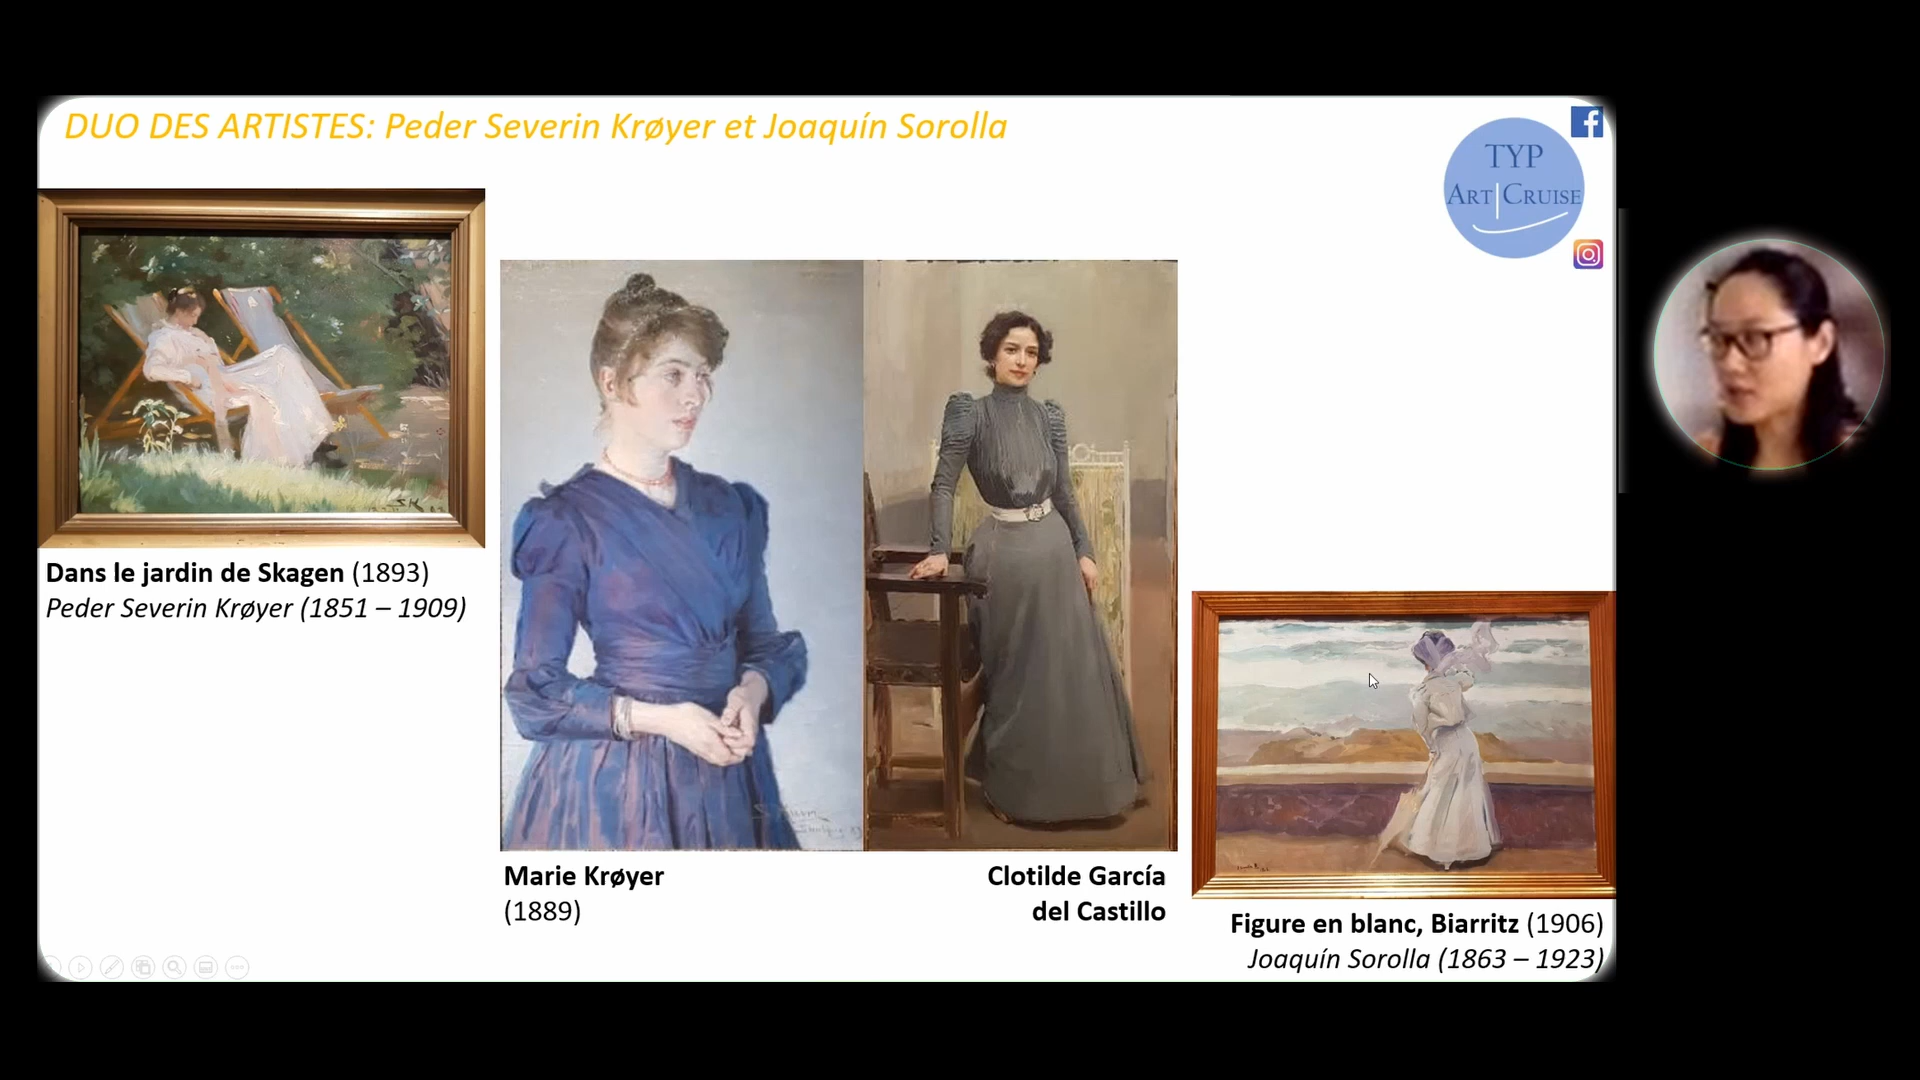 DUO DES ARTISTES: Peder Severin Krøyer et Joaquín Sorolla
TYP
ART CRUISE
Dans le jardin de Skagen (1893)
Peder Severin Krøyer (1851 – 1909)
Marie Krøyer
(1889)
Clotilde García
del Castillo
Figure en blanc, Biarritz (1906)
Joaquín Sorolla (1863 – 1923)